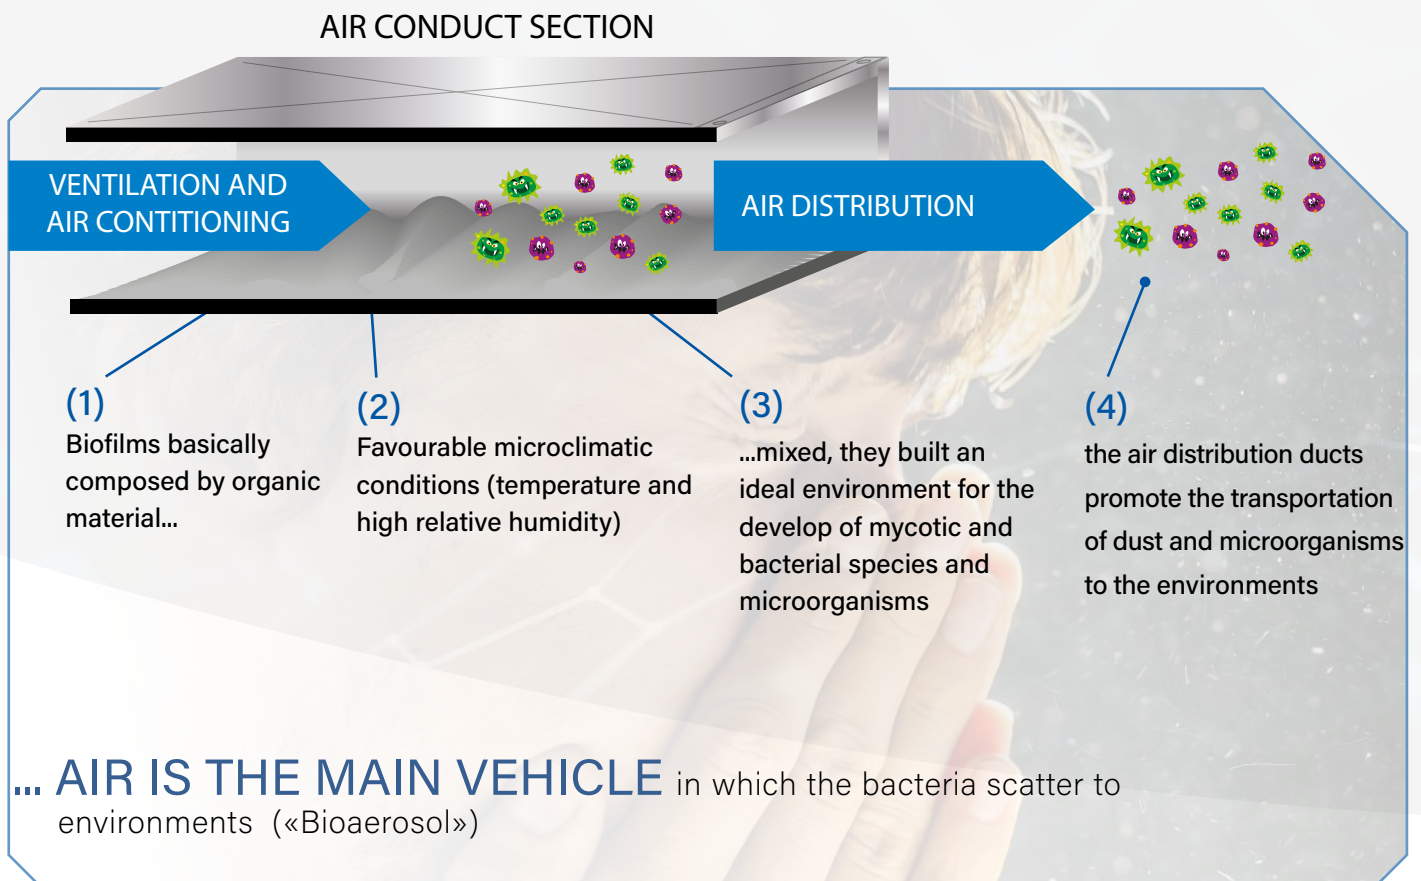 AIR CONDUCT SECTION
VENTILATION AND
AIR CONTITIONING
AIR DISTRIBUTION
(1)
Biofilms basically
composed by organic
material...
(2)
Favourable microclimatic
conditions (temperature and
high relative humidity)
(3)
...mixed, they built an
ideal environment for the
develop of mycotic and
bacterial species and
microorganisms
(4)
the air distribution ducts
promote the transportation
of dust and microorganisms
to the environments
... AIR IS THE MAIN VEHICLE in which the bacteria scatter to
environments («Bioaerosol»)